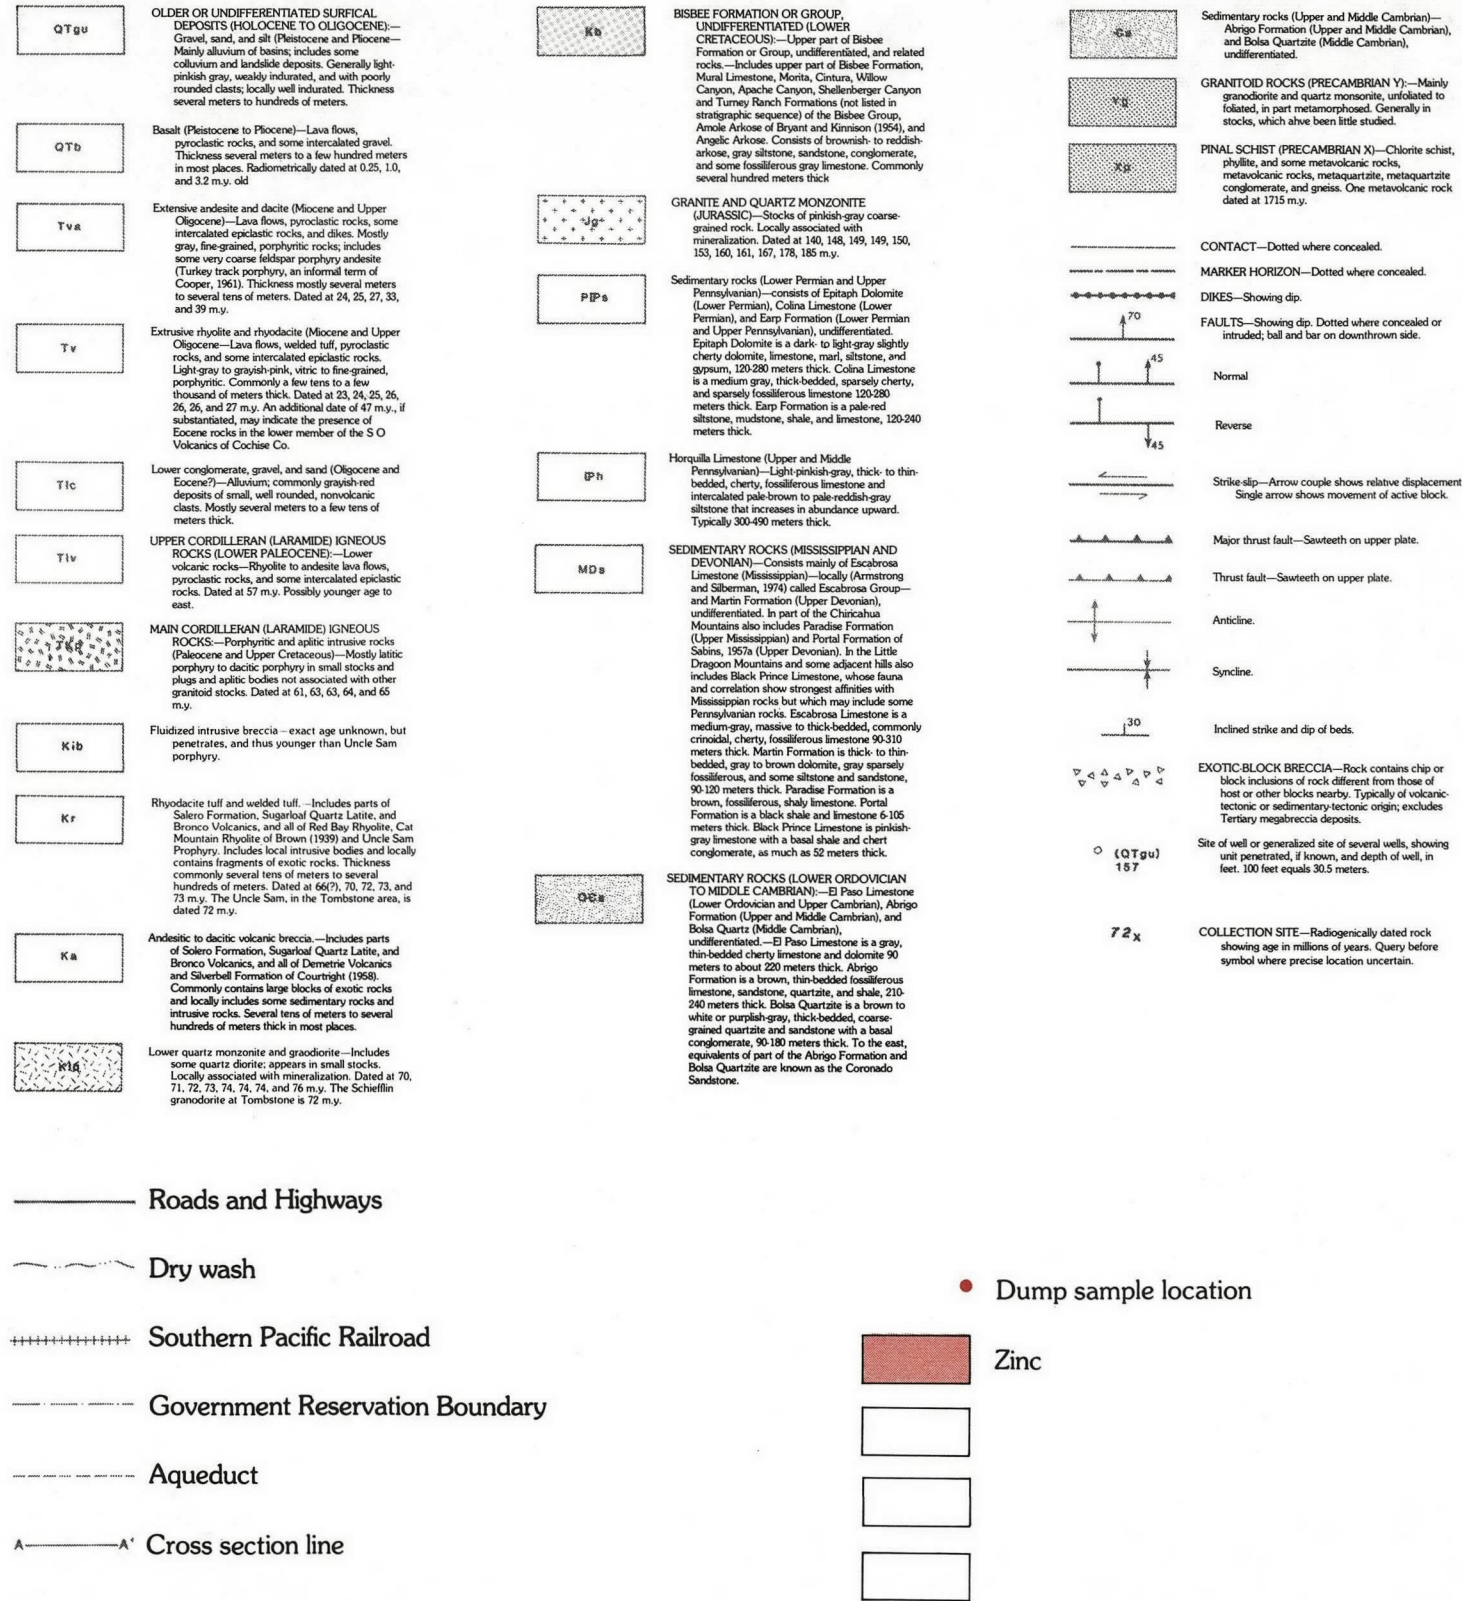 QTgu
OLDER OR UNDIFFERENTIATED SURFICAL
DEPOSITS (HOLOCENE TO OLIGOCENE):—
Gravel, sand, and silt (Pleistocene and Pliocene—
Mainly alluvium of basins; includes some
colluvium and landslide deposits. Generally light-
pinkish gray, weakly indurated, and with poorly
rounded clasts; locally well indurated. Thickness
several meters to hundreds of meters.
QTb
Basalt (Pleistocene to Pliocene)—Lava flows,
pyroclastic rocks, and some intercalated gravel.
Thickness several meters to a few hundred meters
in most places. Radiometrically dated at 0.25, 1.0,
and 3.2 m.y. old
Tva
Extensive andesite and dacite (Miocene and Upper
Oligocene)—Lava flows, pyroclastic rocks, some
intercalated epiclastic rocks, and dikes. Mostly
gray, fine-grained, porphyritic rocks; includes
some very coarse feldspar porphyry andesite
(Turkey track porphyry, an informal term of
Cooper, 1961). Thickness mostly several meters
to several tens of meters. Dated at 24, 25, 27, 33,
and 39 m.y.
Tv
Extrusive rhyolite and rhyodacite (Miocene and Upper
Oligocene—Lava flows, welded tuff, pyroclastic
rocks, and some intercalated epiclastic rocks.
Light-gray to grayish-pink, vitric to fine-grained,
porphyritic. Commonly a few tens to a few
thousand of meters thick. Dated at 23, 24, 25, 26,
26, 26, and 27 m.y. An additional date of 47 m.y., if
substantiated, may indicate the presence of
Eocene rocks in the lower member of the S O
Volcanics of Cochise Co.
Tlc
Lower conglomerate, gravel, and sand (Oligocene and
Eocene?)—Alluvium; commonly grayish-red
deposits of small, well rounded, nonvolcanic
clasts. Mostly several meters to a few tens of
meters thick.
Tlv
UPPER CORDILLERAN (LARAMIDE) IGNEOUS
ROCKS (LOWER PALEOCENE):—Lower
volcanic rocks—Rhyolite to andesite lava flows,
pyroclastic rocks, and some intercalated epiclastic
rocks. Dated at 57 m.y. Possibly younger age to
east.
MAIN CORDILLERAN (LARAMIDE) IGNEOUS
ROCKS:—Porphyritic and aplitic intrusive rocks
(Paleocene and Upper Cretaceous)—Mostly latitic
porphyry to dacitic porphyry in small stocks and
plugs and aplitic bodies not associated with other
granitoid stocks. Dated at 61, 63, 63, 64, and 65
m.y.
Kib
Fluidized intrusive breccia – exact age unknown, but
penetrates, and thus younger than Uncle Sam
porphyry.
Kr
Rhyodacite tuff and welded tuff. –Includes parts of
Salero Formation, Sugarloaf Quartz Latite, and
Bronco Volcanics, and all of Red Bay Rhyolite, Cat
Mountain Rhyolite of Brown (1939) and Uncle Sam
Prophyry. Includes local intrusive bodies and locally
contains fragments of exotic rocks. Thickness
commonly several tens of meters to several
hundreds of meters. Dated at 66(?), 70, 72, 73, and
73 m.y. The Uncle Sam, in the Tombstone area, is
dated 72 m.y.
Ka
Andesitic to dacitic volcanic breccia.—Includes parts
of Solero Formation, Sugarloaf Quartz Latite, and
Bronco Volcanics, and all of Demetrie Volcanics
and Silverbell Formation of Courtright (1958).
Commonly contains large blocks of exotic rocks
and locally includes some sedimentary rocks and
intrusive rocks. Several tens of meters to several
hundreds of meters thick in most places.
Klg
Lower quartz monzonite and graodiorite—Includes
some quartz diorite; appears in small stocks.
Locally associated with mineralization. Dated at 70,
71, 72, 73, 74, 74, 74, and 76 m.y. The Schiefflin
granodorite at Tombstone is 72 m.y.
Kb
BISBEE FORMATION OR GROUP,
UNDIFFERENTIATED (LOWER
CRETACEOUS):—Upper part of Bisbee
Formation or Group, undifferentiated, and related
rocks.—Includes upper part of Bisbee Formation,
Mural Limestone, Morita, Cintura, Willow
Canyon, Apache Canyon, Shellenberger Canyon
and Turney Ranch Formations (not listed in
stratigraphic sequence) of the Bisbee Group,
Amole Arkose of Bryant and Kinnison (1954), and
Angelic Arkose. Consists of brownish- to reddish-
arkose, gray siltstone, sandstone, conglomerate,
and some fossiliferous gray limestone. Commonly
several hundred meters thick
Jg
GRANITE AND QUARTZ MONZONITE
(JURASSIC)—Stocks of pinkish-gray coarse-
grained rock. Locally associated with
mineralization. Dated at 140, 148, 149, 149, 150,
153, 160, 161, 167, 178, 185 m.y.
PIPs
Sedimentary rocks (Lower Permian and Upper
Pennsylvanian)—consists of Epitaph Dolomite
(Lower Permian), Colina Limestone (Lower
Permian), and Earp Formation (Lower Permian
and Upper Pennsylvanian), undifferentiated.
Epitaph Dolomite is a dark- to light-gray slightly
cherty dolomite, limestone, marl, siltstone, and
gypsum, 120-280 meters thick. Colina Limestone
is a medium gray, thick-bedded, sparsely cherty,
and sparsely fossiliferous limestone 120-280
meters thick. Earp Formation is a pale-red
siltstone, mudstone, shale, and limestone, 120-240
meters thick.
IPh
Horquilla Limestone (Upper and Middle
Pennsylvanian)—Light-pinkish-gray, thick- to thin-
bedded, cherty, fossiliferous limestone and
intercalated pale-brown to pale-reddish-gray
siltstone that increases in abundance upward.
Typically 300-490 meters thick.
MDs
SEDIMENTARY ROCKS (MISSISSIPPIAN AND
DEVONIAN)—Consists mainly of Escabrosa
Limestone (Mississippian)—locally (Armstrong
and Silberman, 1974) called Escabrosa Group—
and Martin Formation (Upper Devonian),
undifferentiated. In part of the Chiricahua
Mountains also includes Paradise Formation
(Upper Mississippian) and Portal Formation of
Sabins, 1957a (Upper Devonian). In the Little
Dragoon Mountains and some adjacent hills also
includes Black Prince Limestone, whose fauna
and correlation show strongest affinities with
Mississippian rocks but which may include some
Pennsylvanian rocks. Escabrosa Limestone is a
medium-gray, massive to thick-bedded, commonly
crinoidal, cherty, fossiliferous limestone 90-310
meters thick. Martin Formation is thick- to thin-
bedded, gray to brown dolomite, gray sparsely
fossiliferous, and some siltstone and sandstone,
90-120 meters thick. Paradise Formation is a
brown, fossiliferous, shaly limestone. Portal
Formation is a black shale and limestone 6-105
meters thick. Black Prince Limestone is pinkish-
gray limestone with a basal shale and chert
conglomerate, as much as 52 meters thick.
SEDIMENTARY ROCKS (LOWER ORDOVICIAN
TO MIDDLE CAMBRIAN):—El Paso Limestone
(Lower Ordovician and Upper Cambrian), Abrigo
Formation (Upper and Middle Cambrian), and
Bolsa Quartz (Middle Cambrian),
undifferentiated.—El Paso Limestone is a gray,
thin-bedded cherty limestone and dolomite 90
meters to about 220 meters thick. Abrigo
Formation is a brown, thin-bedded fossiliferous
limestone, sandstone, quartzite, and shale, 210-
240 meters thick. Bolsa Quartzite is a brown to
white or purplish-gray, thick-bedded, coarse-
grained quartzite and sandstone with a basal
conglomerate, 90-180 meters thick. To the east,
equivalents of part of the Abrigo Formation and
Bolsa Quartzite are known as the Coronado
Sandstone.
Sedimentary rocks (Upper and Middle Cambrian)—
Abrigo Formation (Upper and Middle Cambrian),
and Bolsa Quartzite (Middle Cambrian),
undifferentiated.
Yg
GRANITOID ROCKS (PRECAMBRIAN Y):—Mainly
granodiorite and quartz monsonite, unfoliated to
foliated, in part metamorphosed. Generally in
stocks, which ahve been little studied.
Xp
PINAL SCHIST (PRECAMBRIAN X)—Chlorite schist,
phyllite, and some metavolcanic rocks,
metavolcanic rocks, metaquartzite, metaquartzite
conglomerate, and gneiss. One metavolcanic rock
dated at 1715 m.y.
CONTACT—Dotted where concealed.
MARKER HORIZON—Dotted where concealed.
DIKES—Showing dip.
70
FAULTS—Showing dip. Dotted where concealed or
intruded; ball and bar on downthrown side.
45
Normal
Reverse
45
Strike-slip—Arrow couple shows relative displacement
Single arrow shows movement of active block.
Major thrust fault—Sawteeth on upper plate.
Thrust fault—Sawteeth on upper plate.
Anticline.
Syncline.
30
Inclined strike and dip of beds.
EXOTIC-BLOCK BRECCIA—Rock contains chip or
block inclusions of rock different from those of
host or other blocks nearby. Typically of volcanic-
tectonic or sedimentary-tectonic origin; excludes
Tertiary megabreccia deposits.
(QTgu)
157
Site of well or generalized site of several wells, showing
unit penetrated, if known, and depth of well, in
feet. 100 feet equals 30.5 meters.
72x
COLLECTION SITE—Radiogenically dated rock
showing age in millions of years. Query before
symbol where precise location uncertain.
Roads and Highways
Dry wash
Southern Pacific Railroad
Government Reservation Boundary
Aqueduct
A A' Cross section line
Dump sample location
Zinc